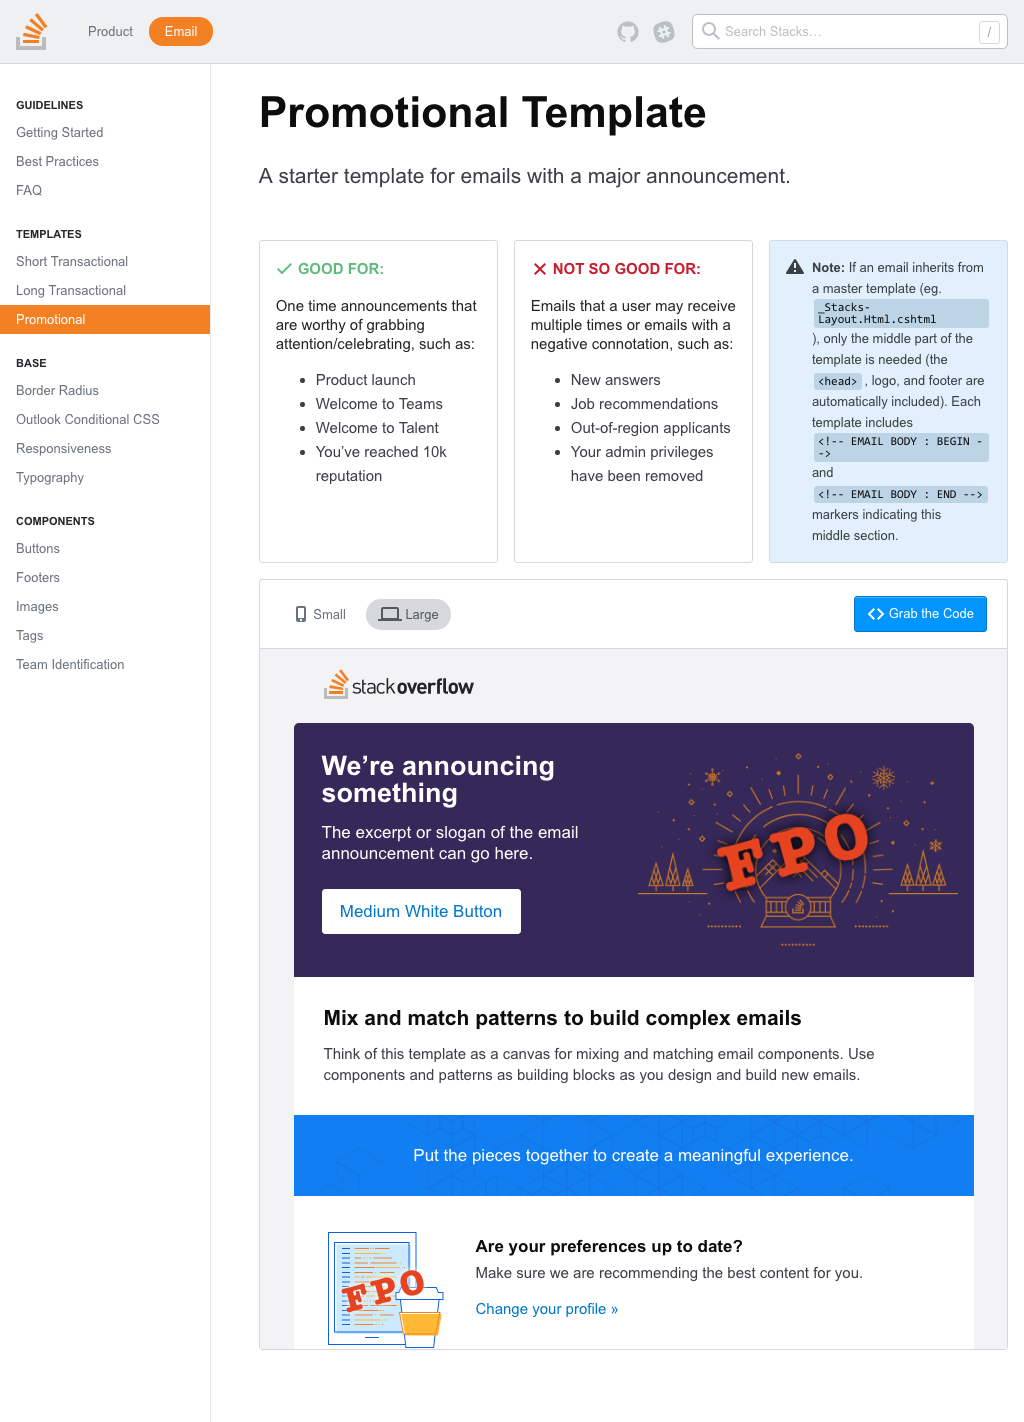 Product
Email
Search Stacks...
/
GUIDELINES
Getting Started
Best Practices
FAQ
TEMPLATES
Short Transactional
Long Transactional
Promotional
BASE
Border Radius
Outlook Conditional CSS
Responsiveness
Typography
COMPONENTS
Buttons
Footers
Images
Tags
Team Identification
Promotional Template
A starter template for emails with a major announcement.
GOOD FOR:
One time announcements that
are worthy of grabbing
attention/celebrating, such as:
• Product launch
• Welcome to Teams
• Welcome to Talent
• You’ve reached 10k
reputation
NOT SO GOOD FOR:
Emails that a user may receive
multiple times or emails with a
negative connotation, such as:
• New answers
• Job recommendations
• Out-of-region applicants
• Your admin privileges
have been removed
Note: If an email inherits from
a master template (eg.
_Stacks-
Layout.Html.cshtml
), only the middle part of the
template is needed (the
<head> , logo, and footer are
automatically included). Each
template includes
<!-- EMAIL BODY : BEGIN -
->
and
<!-- EMAIL BODY : END -->
markers indicating this
middle section.
Small
Large
Grab the Code
stackoverflow
We’re announcing
something
The excerpt or slogan of the email
announcement can go here.
Medium White Button
FPO
Mix and match patterns to build complex emails
Think of this template as a canvas for mixing and matching email components. Use
components and patterns as building blocks as you design and build new emails.
Put the pieces together to create a meaningful experience.
FPO
Are your preferences up to date?
Make sure we are recommending the best content for you.
Change your profile »